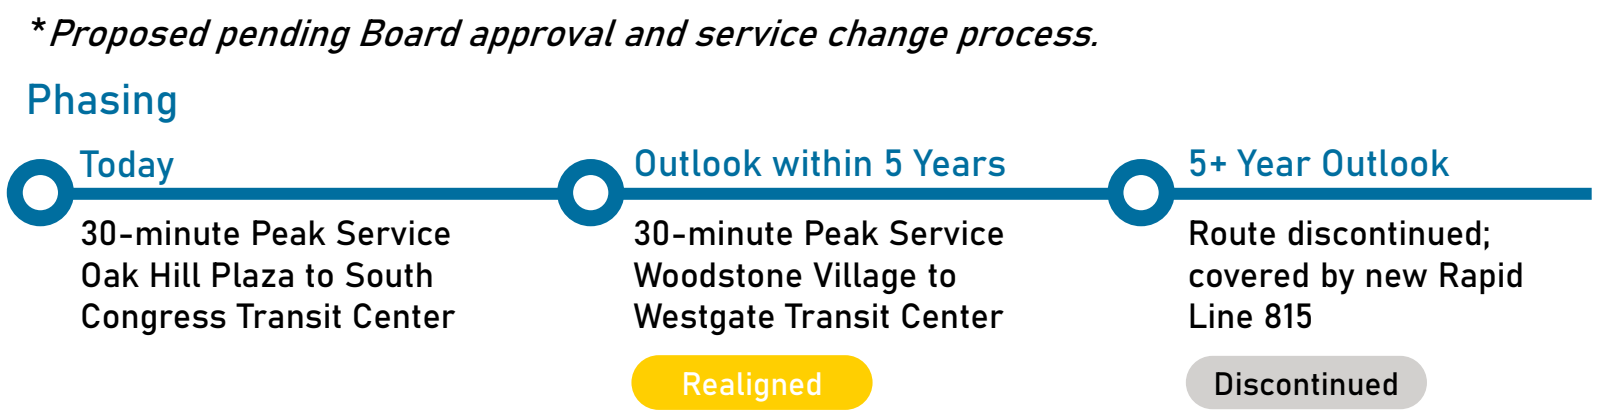 *Proposed pending Board approval and service change process.
Phasing
Today
30-minute Peak Service
Oak Hill Plaza to South
Congress Transit Center
Outlook within 5 Years
30-minute Peak Service
Woodstone Village to
Westgate Transit Center
Realigned
5+ Year Outlook
Route discontinued;
covered by new Rapid
Line 815
Discontinued